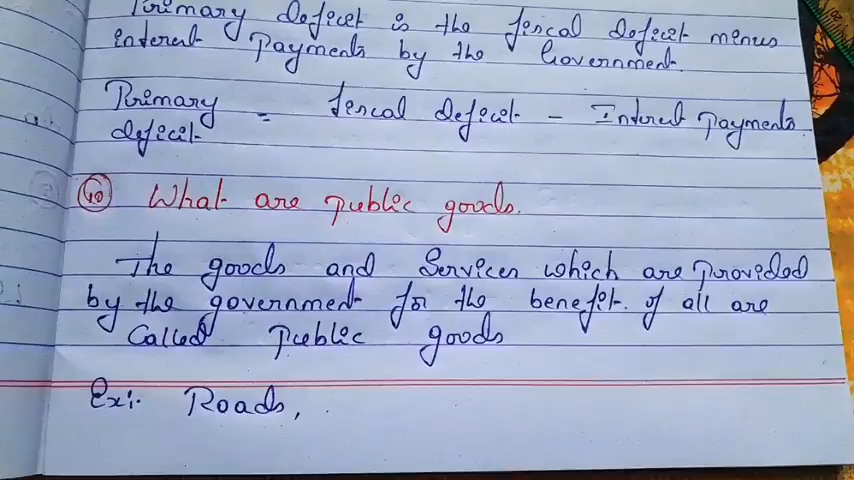 Primary deficit is the fiscal deficit minus
interest Payments by the Government.
Primary deficit = fiscal deficit - Interest Payments
(10) What are public goods.
The goods and Services which are Provided
by the government for the benefit. of all are
Called Public goods
Ex:. Roads,